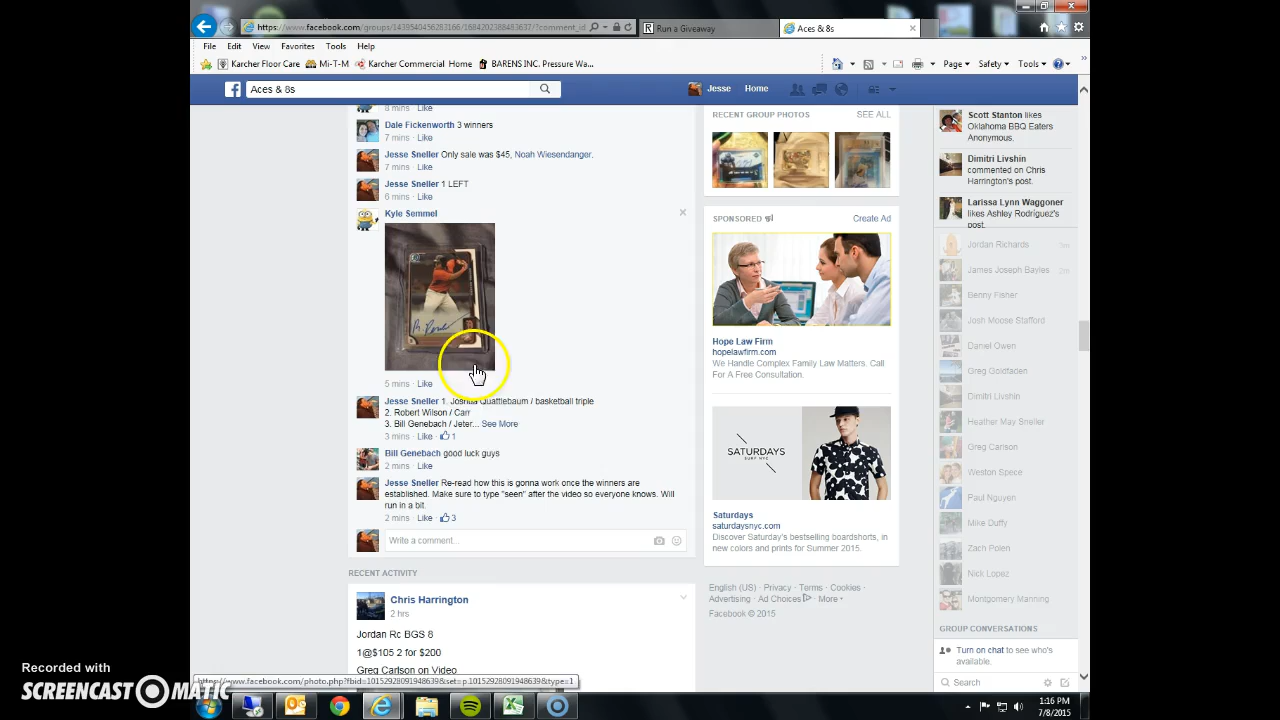 https://www.facebook.com/groups/1439540456283166/1684202388483637/?comment_id
Run a Giveaway
Aces & 8s
File Edit View Favorites Tools Help
Karcher Floor Care Mi-T-M Karcher Commercial Home BARENS INC. Pressure Wa...
Page Safety Tools
Aces & 8s
Jesse Home
8 mins · Like
Dale Fickenworth 3 winners
7 mins · Like
Jesse Sneller Only sale was $45, Noah Wiesendanger.
7 mins · Like
Jesse Sneller 1 LEFT
6 mins · Like
Kyle Semmel
5 mins · Like
Jesse Sneller 1. Joshua Quattlebaum / basketball triple
2. Robert Wilson / Carr
3. Bill Genebach / Jeter... See More
3 mins · Like · 1
Bill Genebach good luck guys
2 mins · Like
Jesse Sneller Re-read how this is gonna work once the winners are
established. Make sure to type "seen" after the video so everyone knows. Will
run in a bit.
2 mins · Like · 3
Write a comment...
RECENT ACTIVITY
Chris Harrington
2 hrs
Jordan Rc BGS 8
1@$105 2 for $200
Greg Carlson on Video
https://www.facebook.com/photo.php?fbid=10152928091948639&set=p.10152928091948639&type=1
RECENT GROUP PHOTOS SEE ALL
SPONSORED Create Ad
Hope Law Firm
hopelawfirm.com
We Handle Complex Family Law Matters. Call
For A Free Consultation.
SATURDAYS
SURF NYC
Saturdays
saturdaysnyc.com
Discover Saturday's bestselling boardshorts, in
new colors and prints for Summer 2015.
English (US) · Privacy · Terms · Cookies ·
Advertising · Ad Choices · More
Facebook © 2015
Scott Stanton likes
Oklahoma BBQ Eaters
Anonymous.
Dimitri Livshin
commented on Chris
Harrington's post.
Larissa Lynn Waggoner
likes Ashley Rodriguez's
post.
Jordan Richards 3m
James Joseph Bayles 2m
Benny Fisher
Josh Moose Stafford
Daniel Owen
Greg Goldfaden
Dimitri Livshin
Heather May Sneller
Greg Carlson
Weston Spece
Paul Nguyen
Mike Duffy
Zach Polen
Nick Lopez
Montgomery Manning
GROUP CONVERSATIONS
Turn on chat to see who's
available.
Search
Recorded with
SCREENCAST MATIC
1:16 PM
7/8/2015